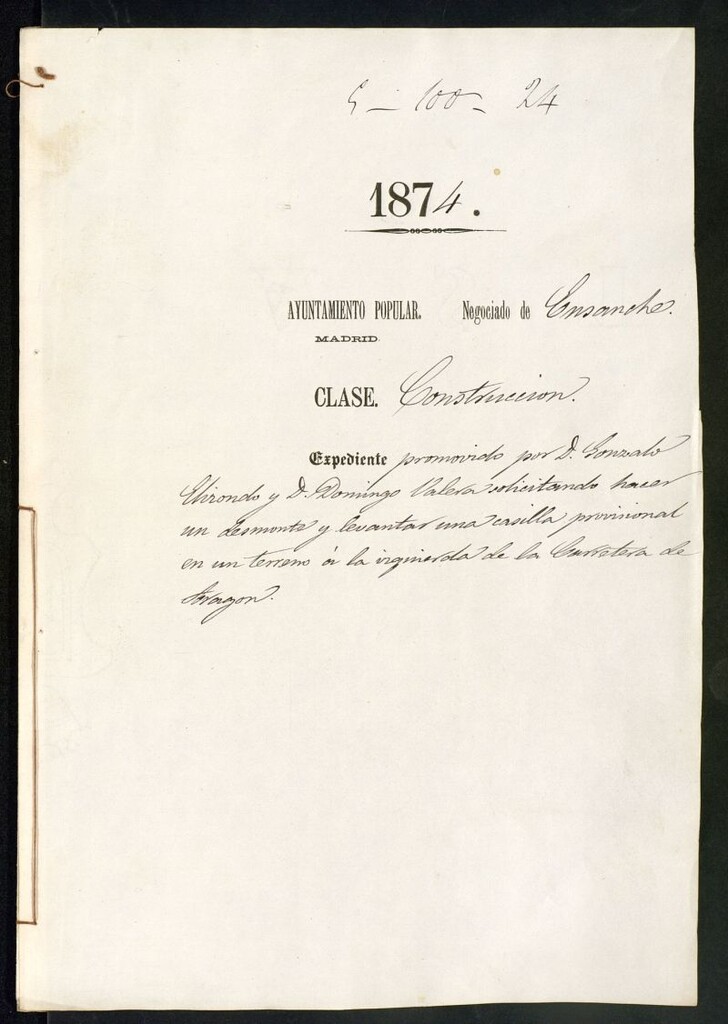 5 - 100 - 24
1874.
AYUNTAMIENTO POPULAR. Negociado de Ensanche.
MADRID.
CLASE. Construccion.
Expediente promovido por D. Gonzalo
Elizondo y D. Domingo Valera solicitando hacer
un desmonte y levantar una casilla provisional
en un terreno á la izquierda de la Carretera de
Aragon.